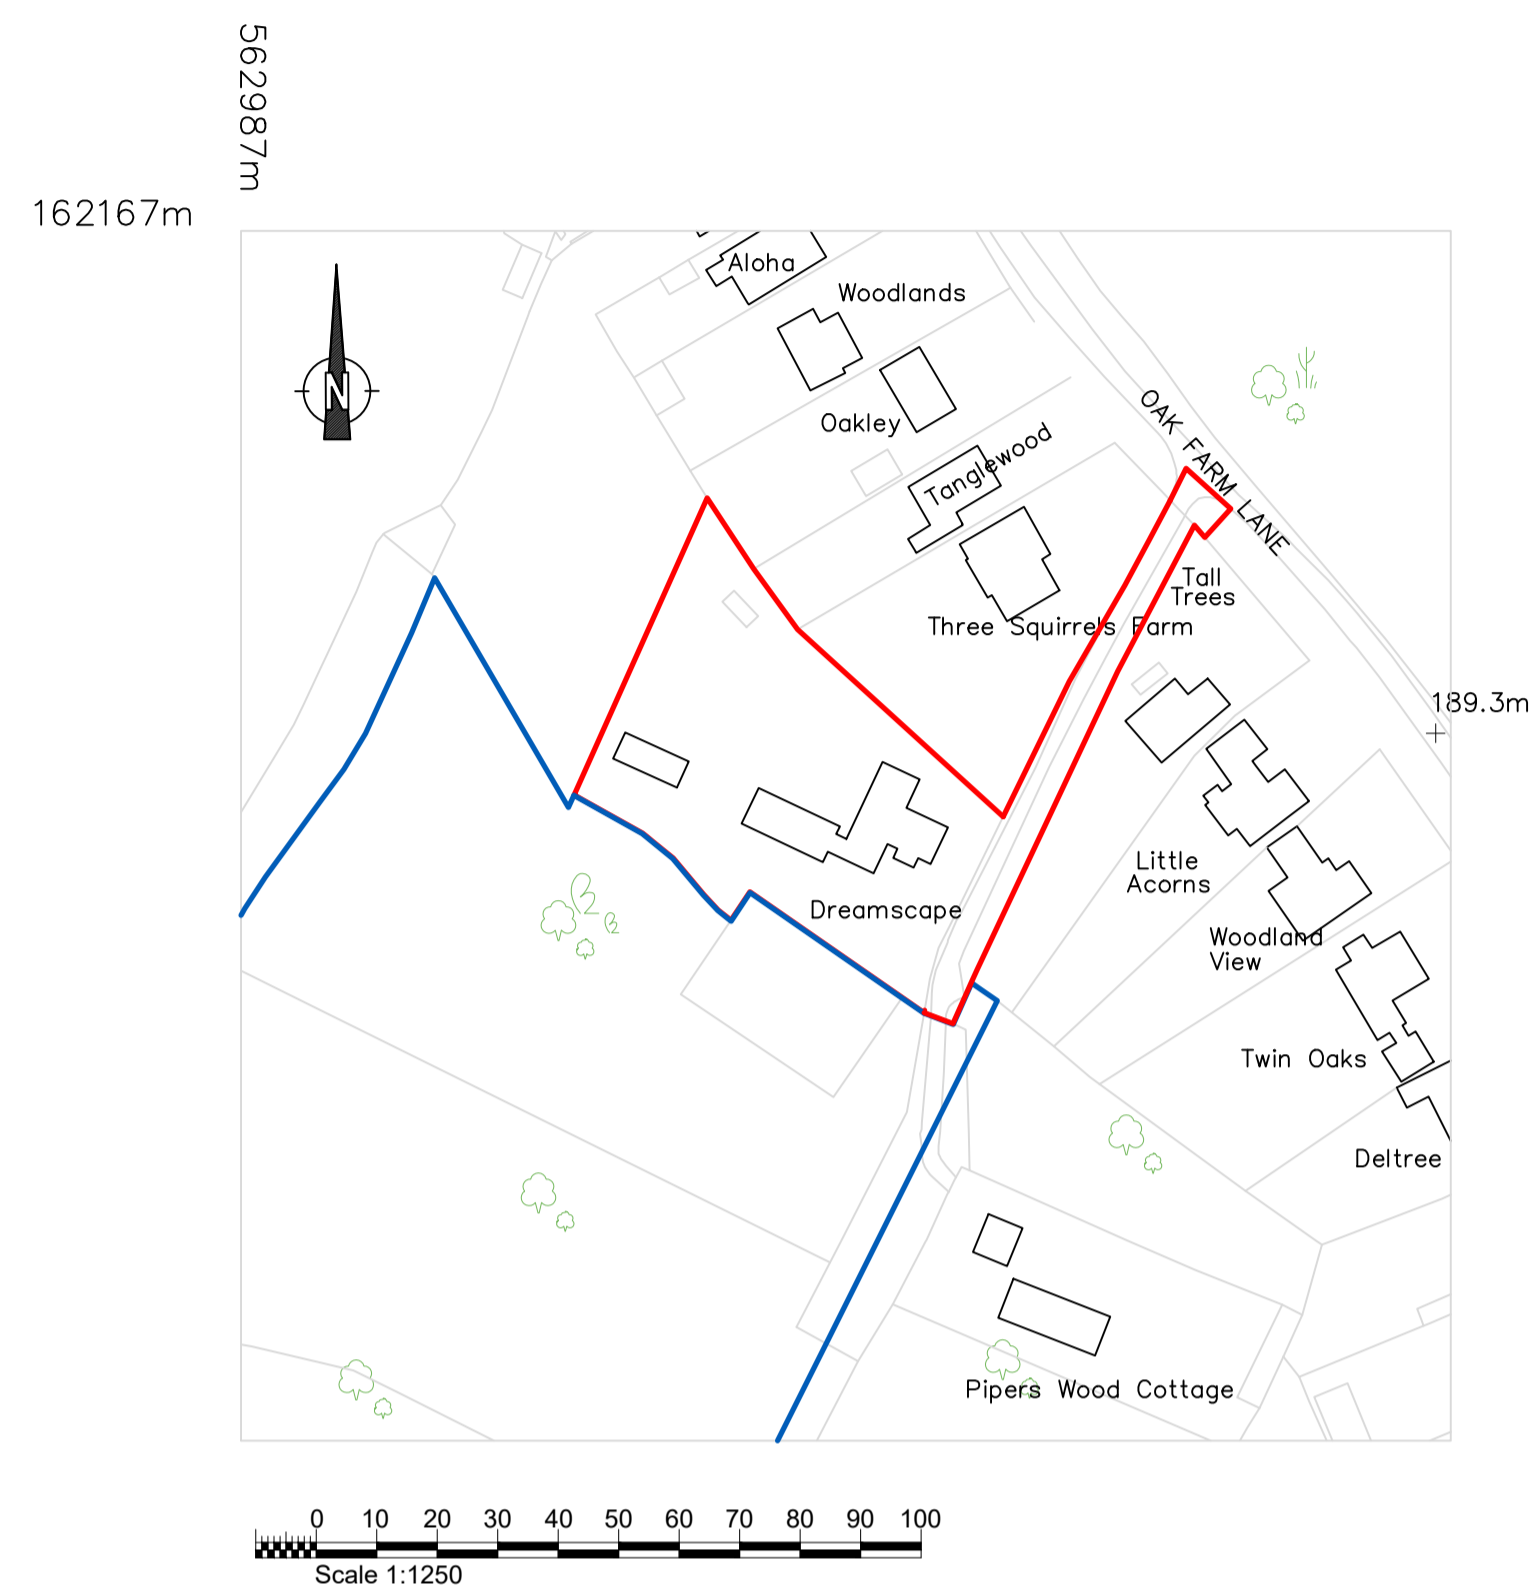 562987m
162167m
Aloha
Woodlands
N
OAK FARM LANE
Oakley
Tanglewood
Tall
Trees
Three Squirrels Farm
189.3m
Little
Acorns
Dreamscape
Woodland
View
Twin Oaks
Deltree
Pipers Wood Cottage
0 10 20 30 40 50 60 70 80 90 100
Scale 1:1250